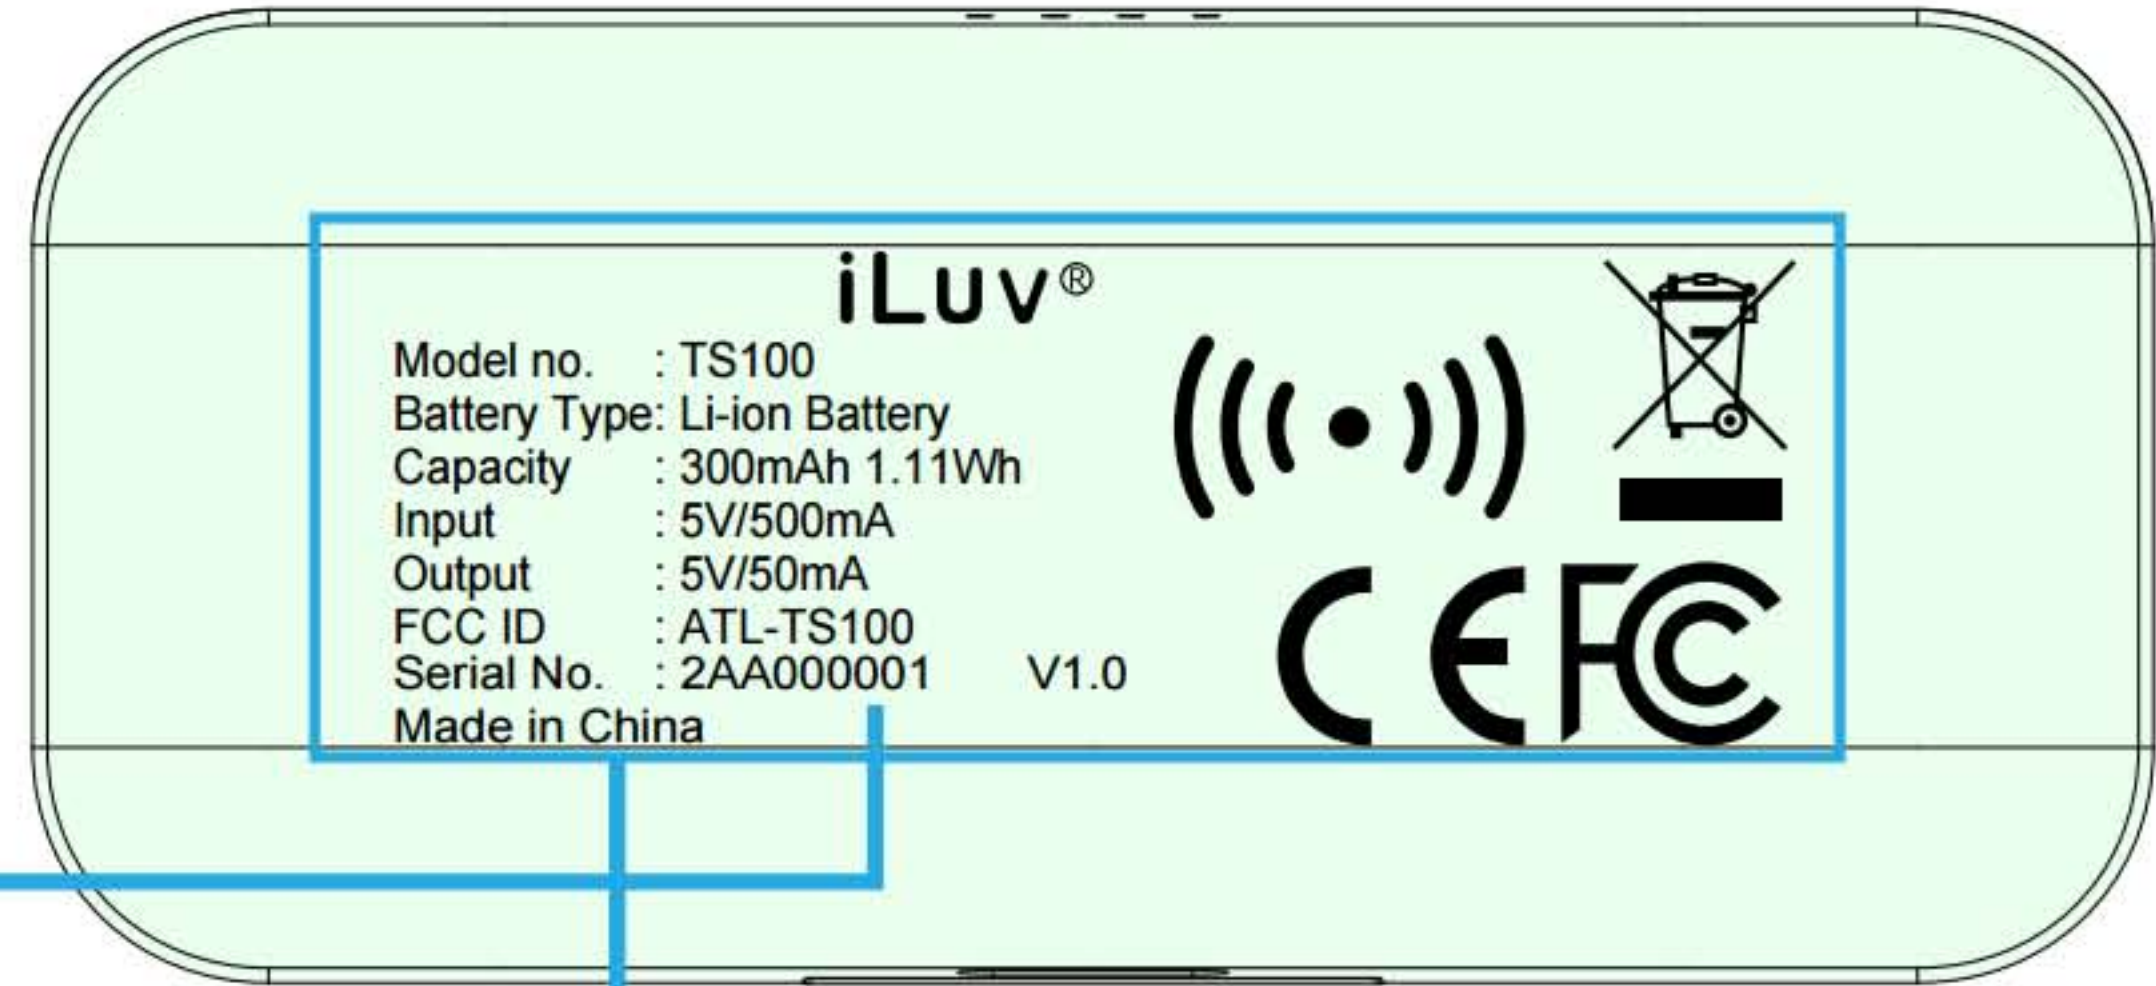 iLuv®
Model no. : TS100
Battery Type: Li-ion Battery
Capacity : 300mAh 1.11Wh
Input : 5V/500mA
Output : 5V/50mA
FCC ID : ATL-TS100
Serial No. : 2AA000001 V1.0
Made in China
CE FC